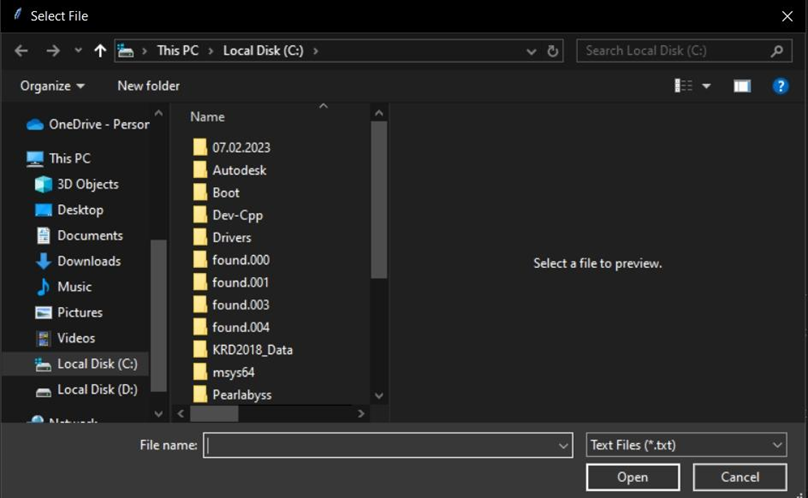 Select File
This PC
Local Disk (C:)
Search Local Disk (C:)
Organize
New folder
?
OneDrive - Person
This PC
3D Objects
Desktop
Documents
Downloads
Music
Pictures
Videos
Local Disk (C:)
Local Disk (D:)
Network
Name
07.02.2023
Autodesk
Boot
Dev-Cpp
Drivers
found.000
found.001
found.003
found.004
KRD2018_Data
msys64
Pearlabyss
Select a file to preview.
File name:
Text Files (*.txt)
Open
Cancel